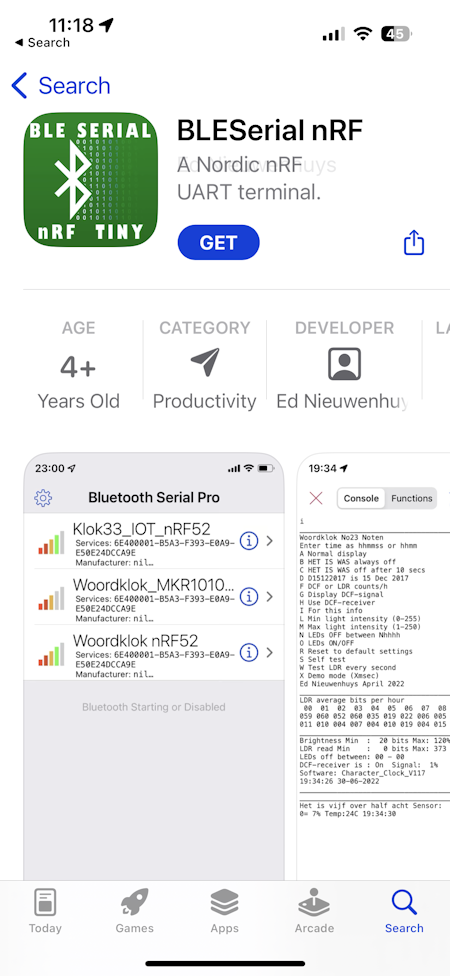 11:18
45
◄ Search
Search
BLE SERIAL
nRF TINY
BLESerial nRF
A Nordic nRF
UART terminal.
GET
AGE
4+
Years Old
CATEGORY
Productivity
DEVELOPER
Ed Nieuwenhuy
LA
23:00
Bluetooth Serial Pro
Klok33_IOT_nRF52
Services: 6E400001-B5A3-F393-E0A9-
E50E24DCCA9E
Manufacturer: nil…
Woordklok_MKR1010...
Services: 6E400001-B5A3-F393-E0A9-
E50E24DCCA9E
Manufacturer: nil…
Woordklok nRF52
Services: 6E400001-B5A3-F393-E0A9-
E50E24DCCA9E
Manufacturer: nil…
Bluetooth Starting or Disabled
19:34
Console
Functions
i
Woordklok No23 Noten
Enter time as hhmmss or hhmm
A Normal display
B HET IS WAS always off
C HET IS WAS off after 10 secs
D D15122017 is 15 Dec 2017
F DCF or LDR counts/h
G Display DCF-signal
H Use DCF-receiver
I For this info
L Min light intensity (0-255)
M Max light intensity (1-250)
N LEDs OFF between Nhhhh
O LEDs ON/OFF
R Reset to default settings
S Self test
W Test LDR every second
X Demo mode (Xmsec)
Ed Nieuwenhuys April 2022
LDR average bits per hour
00 01 02 03 04 05 06 07 08
059 060 052 060 035 019 022 006 005
011 010 004 007 004 010 019 004 015
Brightness Min : 20 bits Max: 120%
LDR read Min : 0 bits Max: 373
LEDs off between: 00 - 00
DCF-receiver is : On Signal: 1%
Software: Character_Clock_V117
19:34:26 30-06-2022
Het is vijf over half acht Sensor:
0= 7% Temp:24C 19:34:30
Today
Games
Apps
Arcade
Search